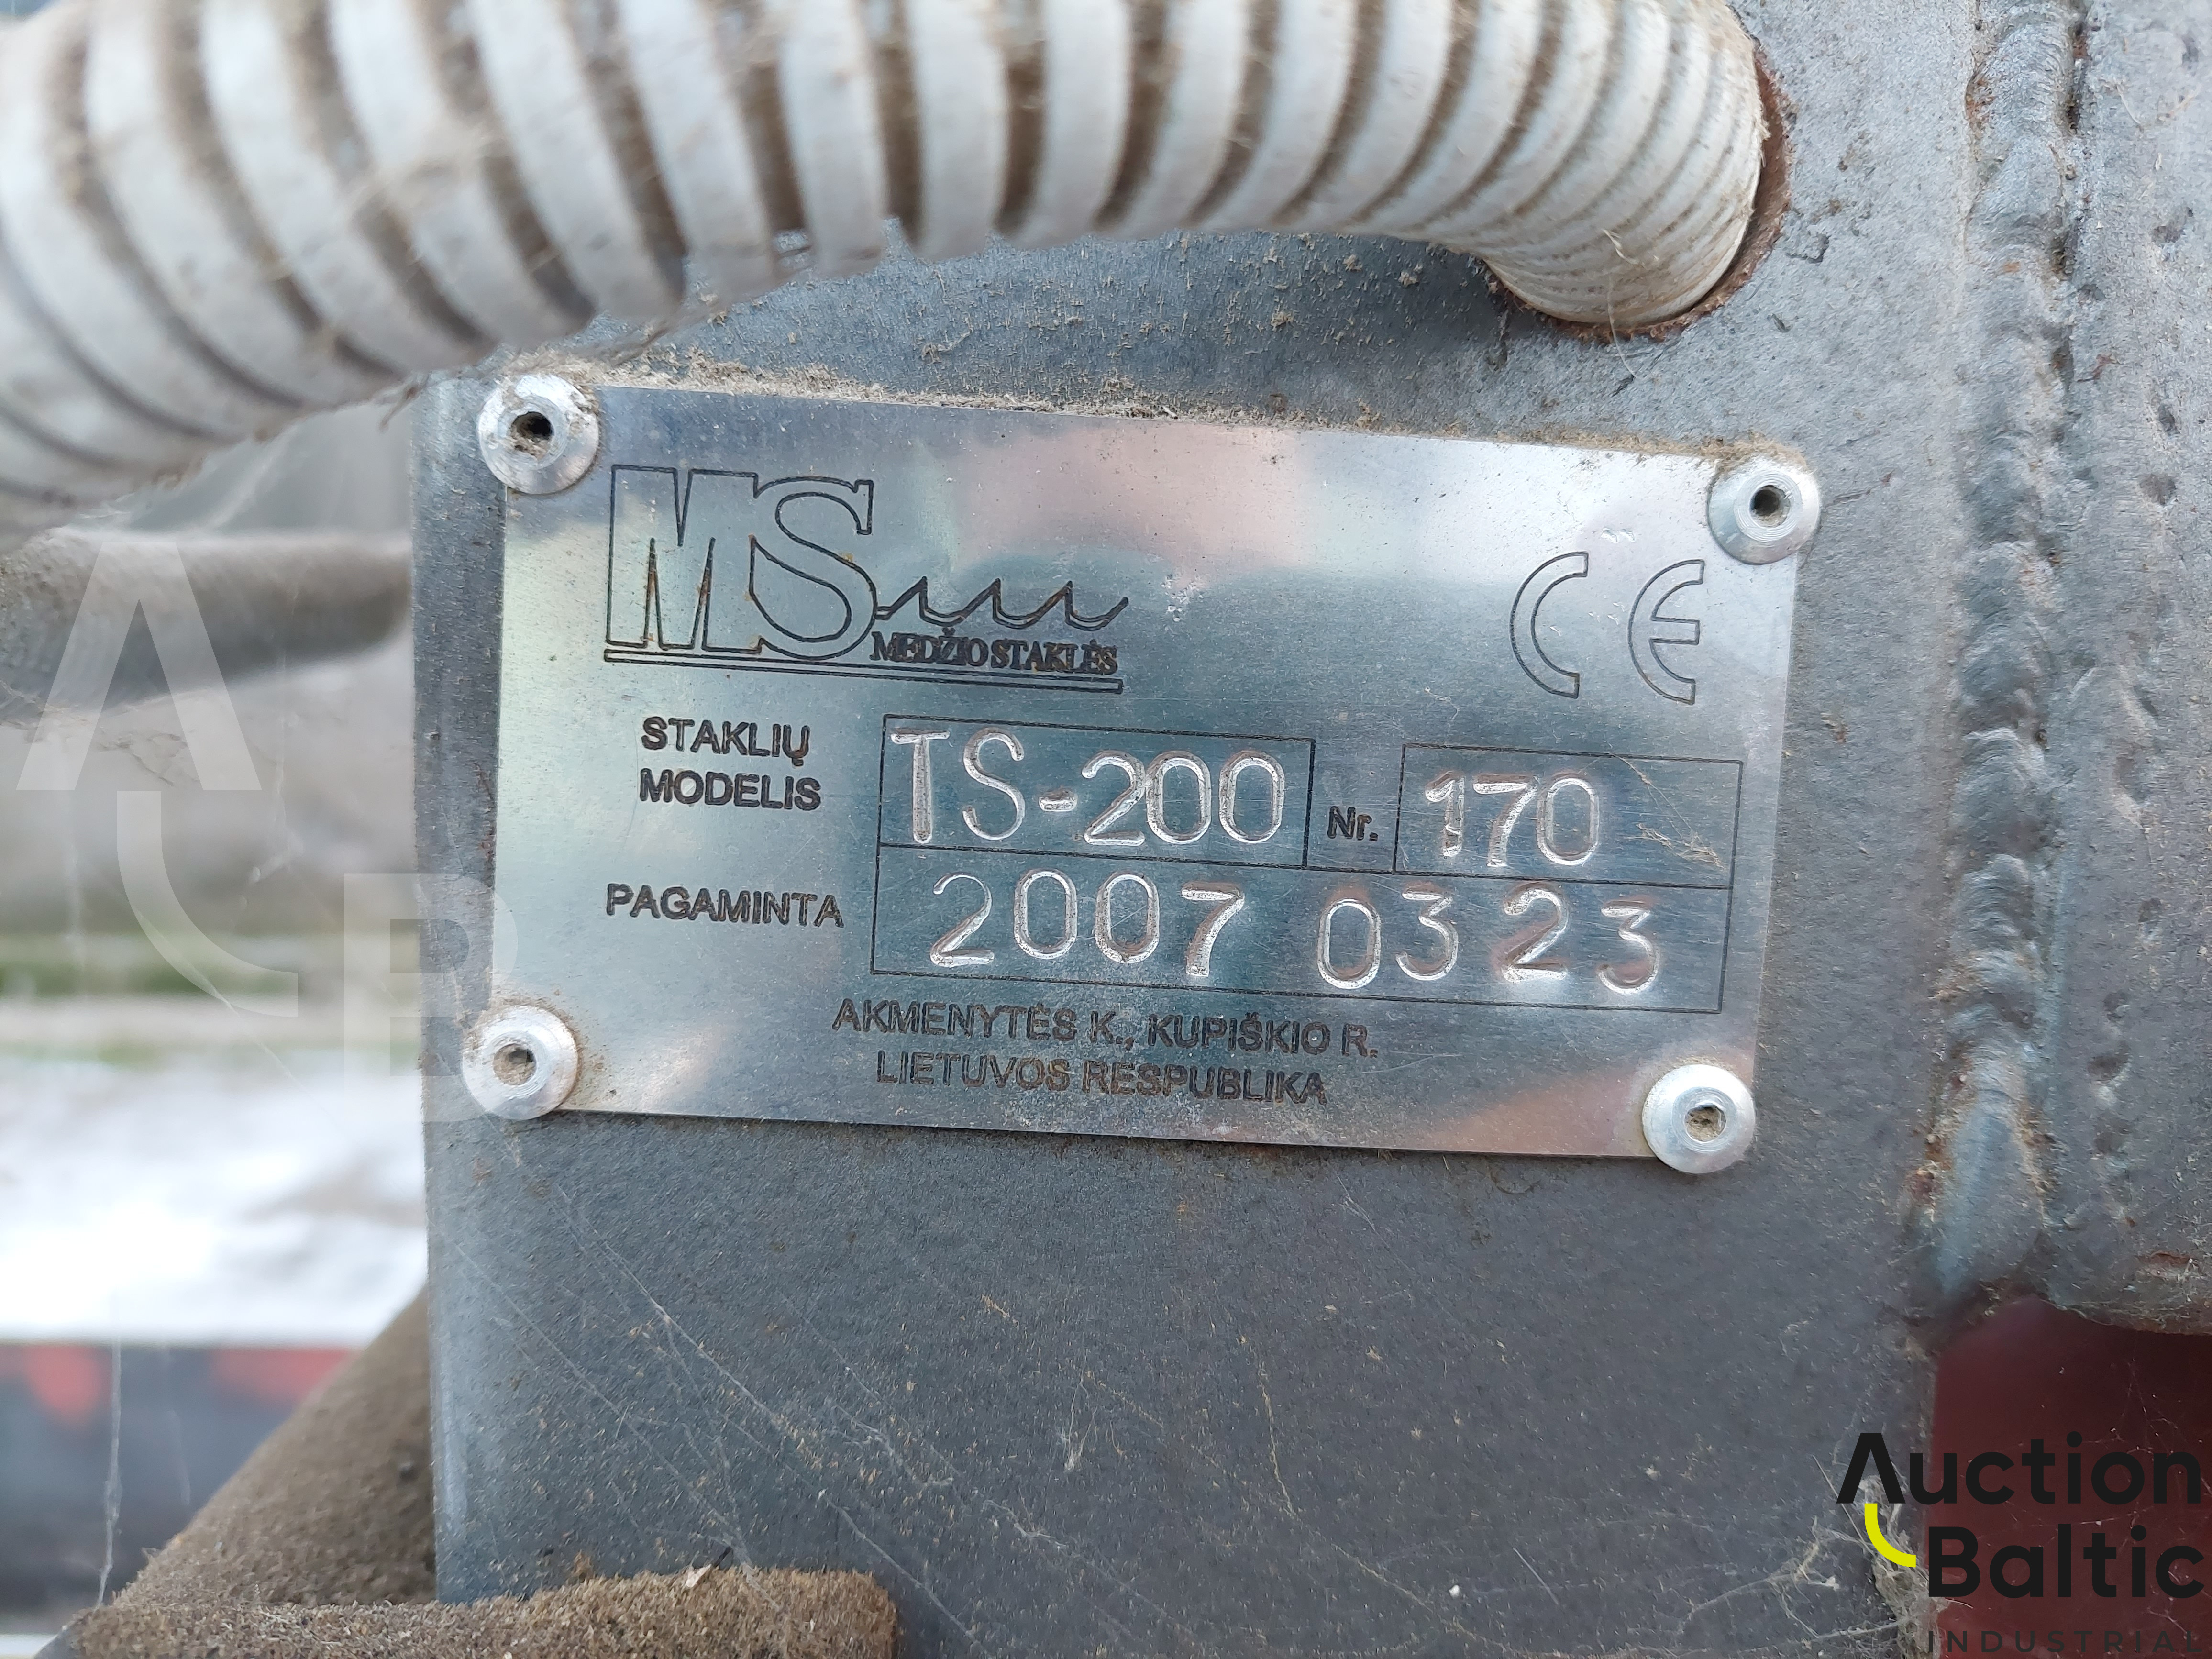 MS
MEDŽIO STAKLĖS
CE
STAKLIŲ
MODELIS
TS-200
Nr.
170
PAGAMINTA
2007 03 23
AKMENYTĖS K., KUPIŠKIO R.
LIETUVOS RESPUBLIKA
AB
Auction
Baltic
INDUSTRIAL